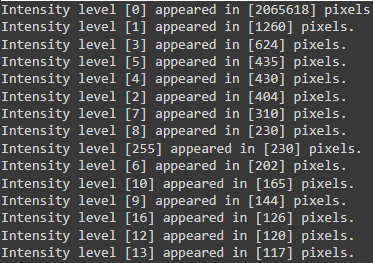 Intensity level [0] appeared in [2065618] pixels
Intensity level [1] appeared in [1260] pixels.
Intensity level [3] appeared in [624] pixels.
Intensity level [5] appeared in [435] pixels.
Intensity level [4] appeared in [430] pixels.
Intensity level [2] appeared in [404] pixels.
Intensity level [7] appeared in [310] pixels.
Intensity level [8] appeared in [230] pixels.
Intensity level [255] appeared in [230] pixels.
Intensity level [6] appeared in [202] pixels.
Intensity level [10] appeared in [165] pixels.
Intensity level [9] appeared in [144] pixels.
Intensity level [16] appeared in [126] pixels.
Intensity level [12] appeared in [120] pixels.
Intensity level [13] appeared in [117] pixels.